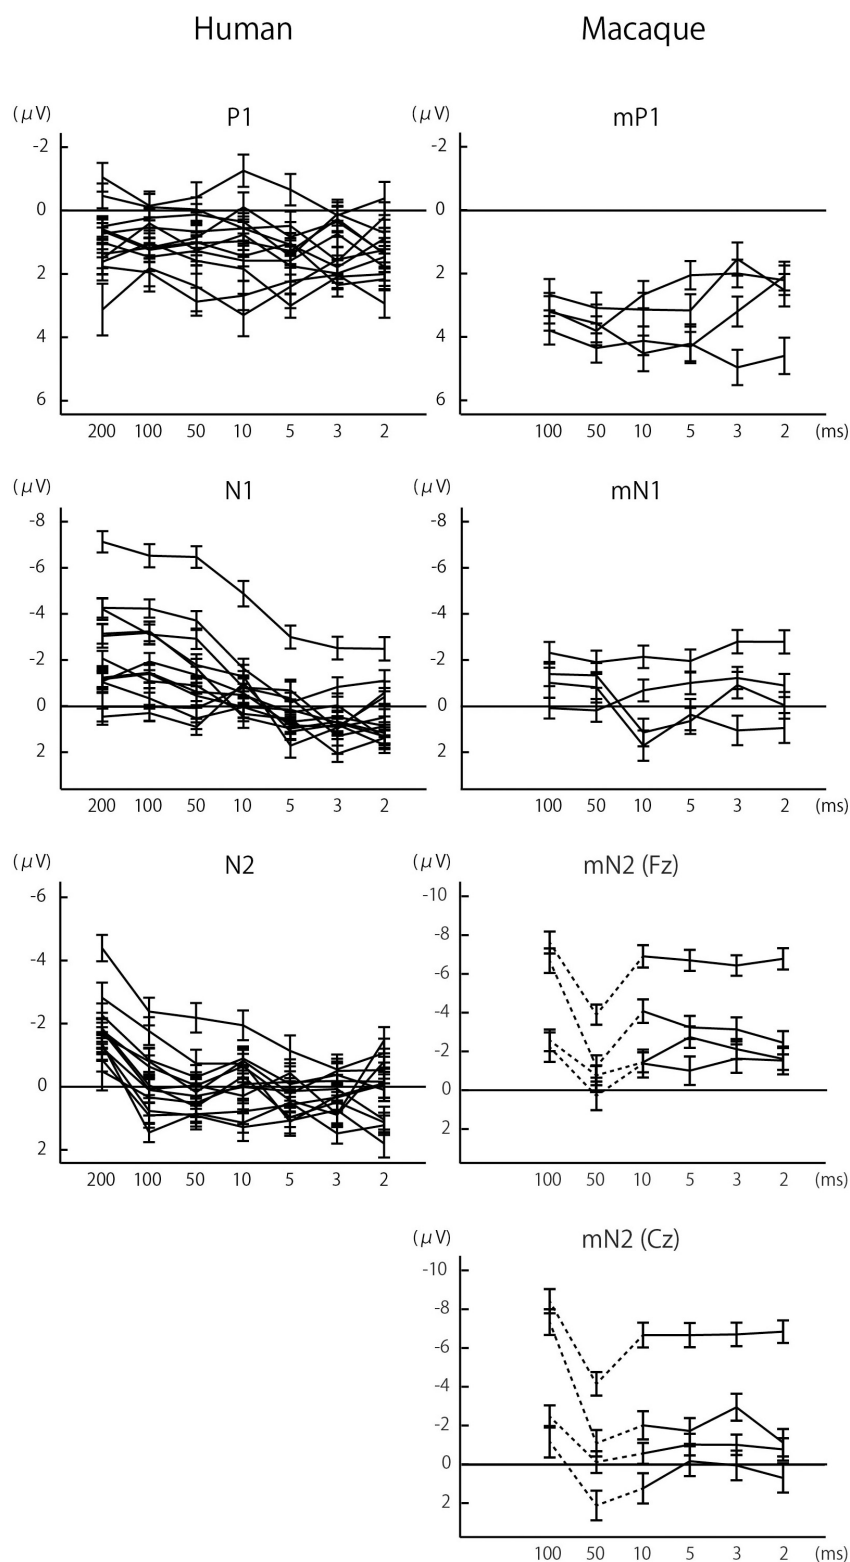 Human Macaque
(μV) P1 (μV) mP1
-2 -2
0 0
2 2
4 4
6 6
200 100 50 10 5 3 2 100 50 10 5 3 2 (ms)
(μV) N1 (μV) mN1
-8 -8
-6 -6
-4 -4
-2 -2
0 0
2 2
200 100 50 10 5 3 2 100 50 10 5 3 2 (ms)
(μV) N2 (μV) mN2 (Fz)
-6 -10
-8
-4 -6
-2 -4
-2
0 0
2 2
200 100 50 10 5 3 2 100 50 10 5 3 2 (ms)
(μV) mN2 (Cz)
-10
-8
-6
-4
-2
0
2
100 50 10 5 3 2 (ms)